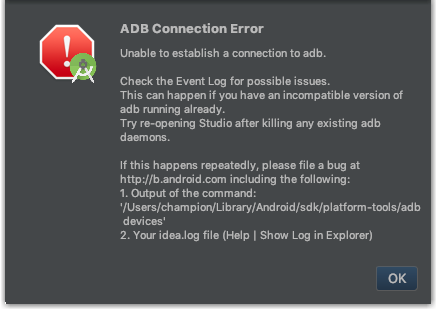 ADB Connection Error
Unable to establish a connection to adb.
Check the Event Log for possible issues.
This can happen if you have an incompatible version of
adb running already.
Try re-opening Studio after killing any existing adb
daemons.
If this happens repeatedly, please file a bug at
http://b.android.com including the following:
1. Output of the command:
'/Users/champion/Library/Android/sdk/platform-tools/adb
devices'
2. Your idea.log file (Help | Show Log in Explorer)
OK